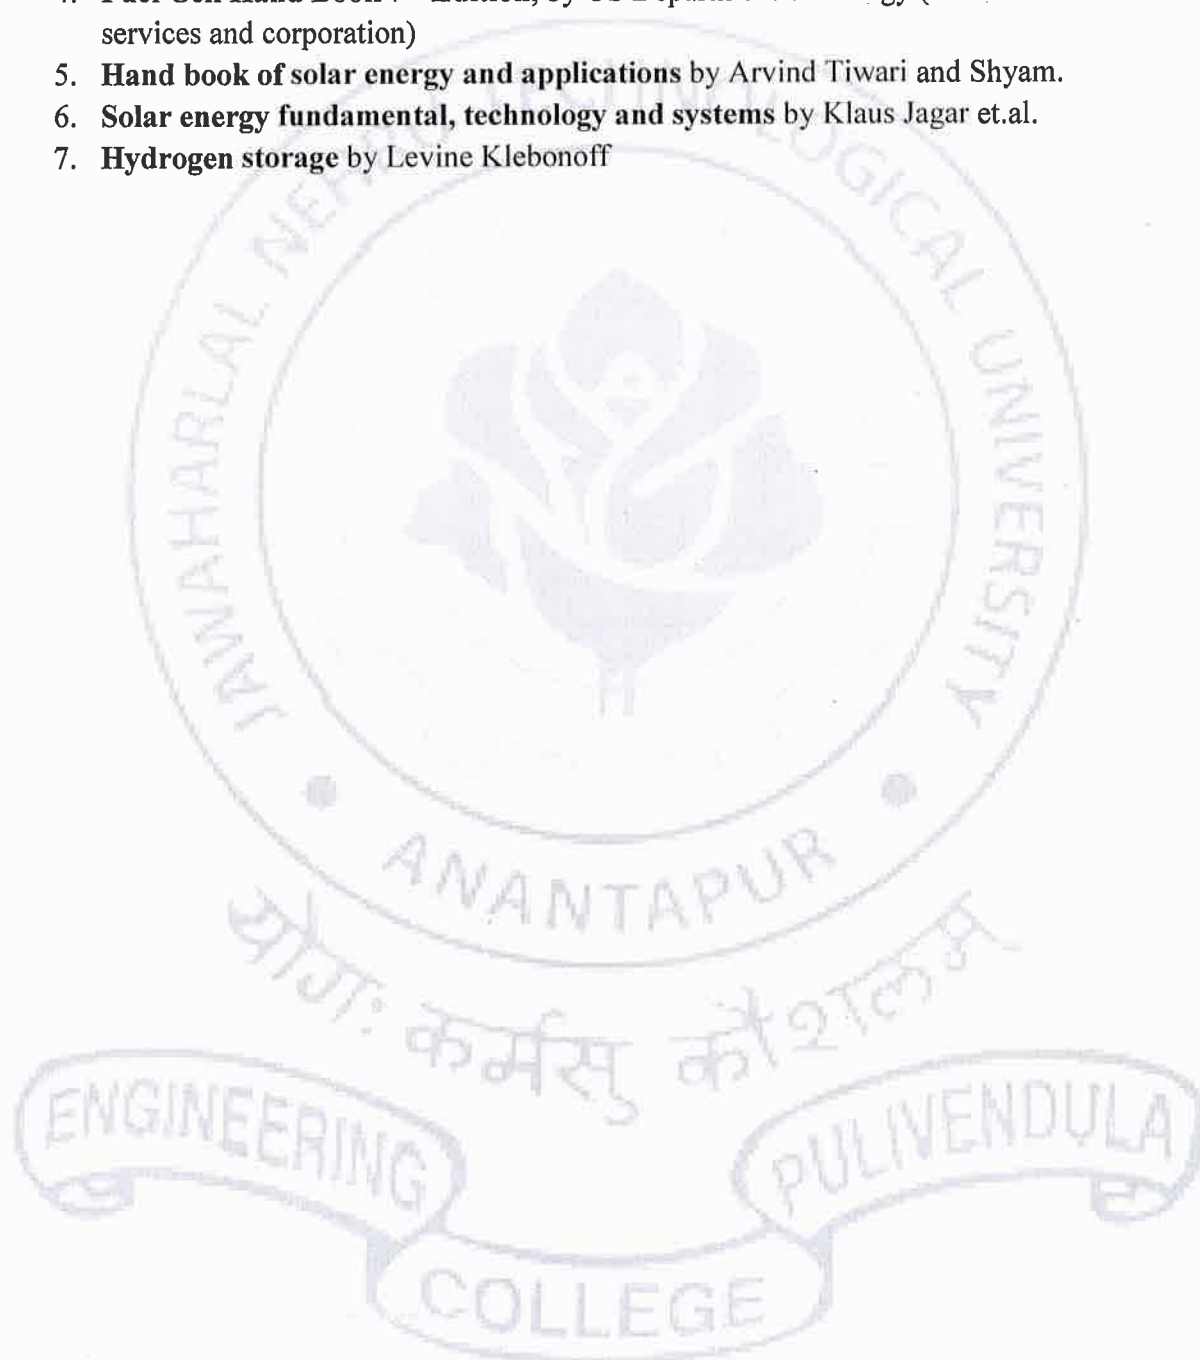 services and corporation)
5. Hand book of solar energy and applications by Arvind Tiwari and Shyam.
6. Solar energy fundamental, technology and systems by Klaus Jagar et.al.
7. Hydrogen storage by Levine Klebonoff
JAWAHARLAL NEHRU TECHNOLOGICAL UNIVERSITY
ANANTAPUR
योगः कर्मसु कौशलम
ENGINEERING
PULIVENDULA
COLLEGE